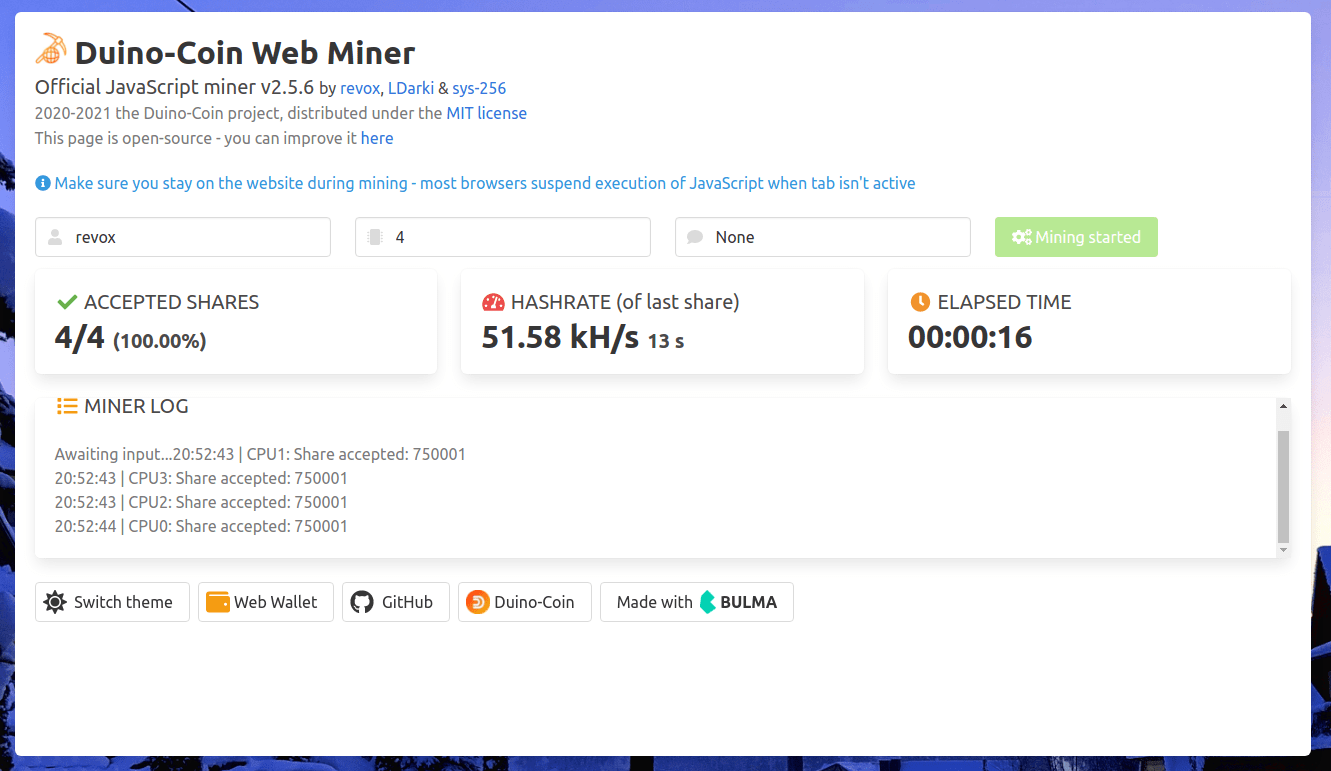 Duino-Coin Web Miner
Official JavaScript miner v2.5.6 by revox, LDarki & sys-256
2020-2021 the Duino-Coin project, distributed under the MIT license
This page is open-source - you can improve it here
Make sure you stay on the website during mining - most browsers suspend execution of JavaScript when tab isn't active
revox 4 None Mining started
ACCEPTED SHARES
4/4 (100.00%)
HASHRATE (of last share)
51.58 kH/s 13 s
ELAPSED TIME
00:00:16
MINER LOG
Awaiting input...20:52:43 | CPU1: Share accepted: 750001
20:52:43 | CPU3: Share accepted: 750001
20:52:43 | CPU2: Share accepted: 750001
20:52:44 | CPU0: Share accepted: 750001
Switch theme Web Wallet GitHub Duino-Coin Made with BULMA